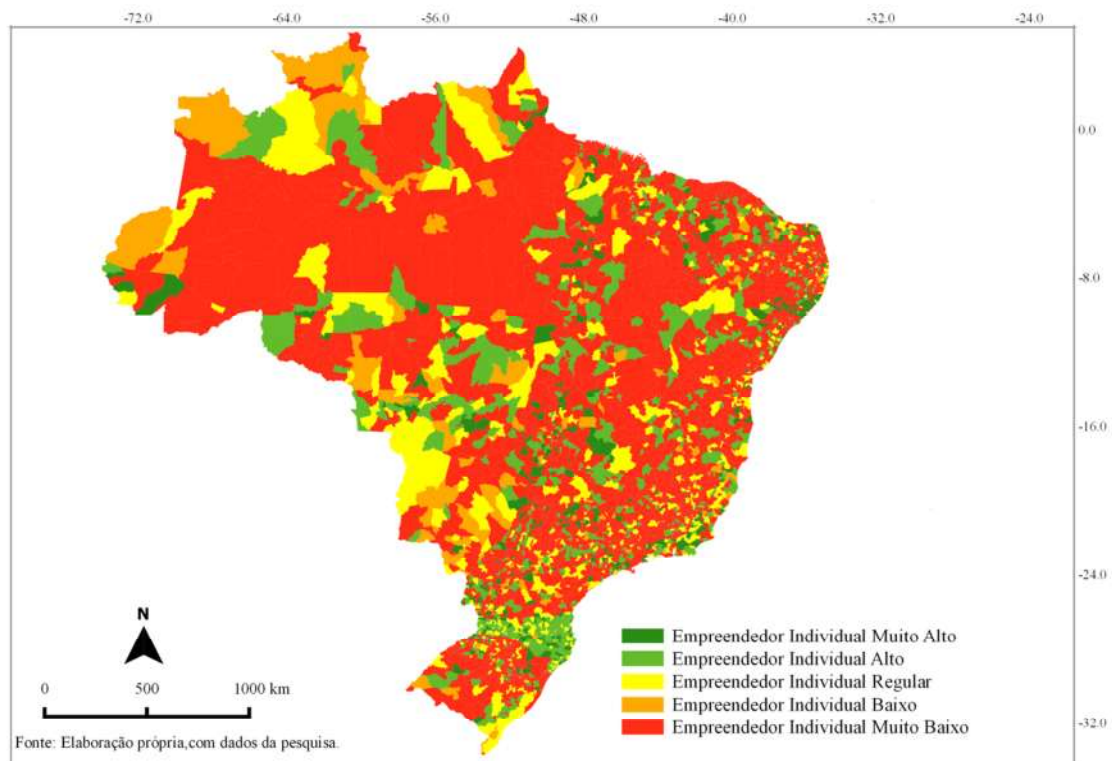 -72.0 -64.0 -56.0 -48.0 -40.0 -32.0 -24.0
0.0
-8.0
-16.0
-24.0
-32.0
N
0 500 1000 km
Empreendedor Individual Muito Alto
Empreendedor Individual Alto
Empreendedor Individual Regular
Empreendedor Individual Baixo
Empreendedor Individual Muito Baixo
Fonte: Elaboração própria,com dados da pesquisa.